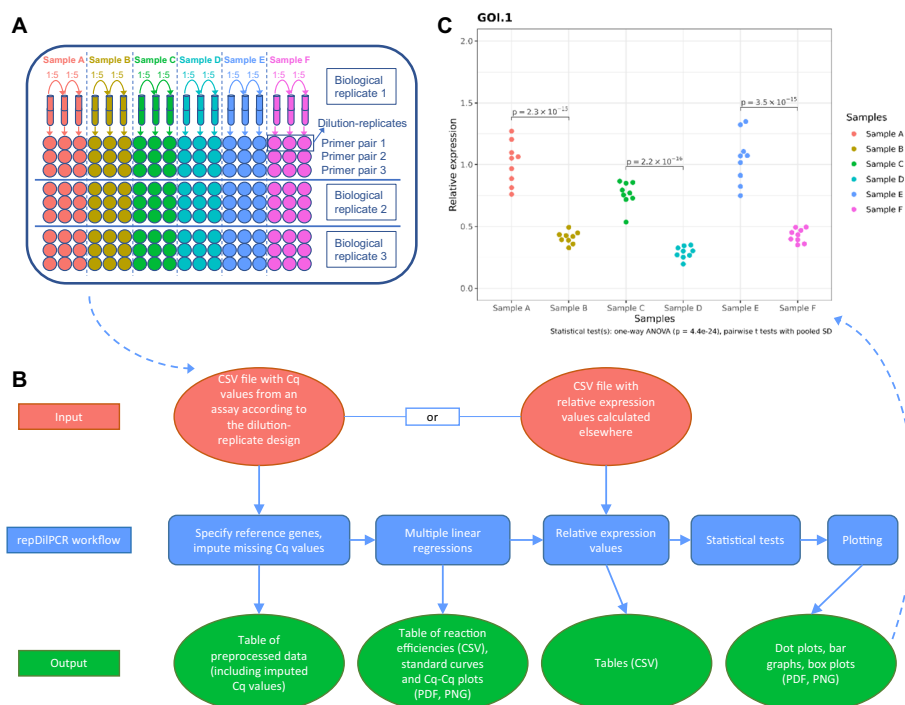 A
Sample A Sample B Sample C Sample D Sample E Sample F
1:5 1:5 1:5 1:5 1:5 1:5 1:5 1:5 1:5 1:5 1:5 1:5
Biological
replicate 1
Dilution-replicates
Primer pair 1
Primer pair 2
Primer pair 3
Biological
replicate 2
Biological
replicate 3
C
GOI.1
2.0
1.5
1.0
0.5
0.0
Relative expression
p = 2.3 × 10⁻¹³
p = 2.2 × 10⁻¹⁶
p = 3.5 × 10⁻¹⁵
Sample A Sample B Sample C Sample D Sample E Sample F
Samples
Statistical test(s): one-way ANOVA (p = 4.4e-24), pairwise t tests with pooled SD
Samples
Sample A
Sample B
Sample C
Sample D
Sample E
Sample F
B
Input
CSV file with Cq
values from an
assay according to
the dilution-
replicate design
or
CSV file with
relative expression
values calculated
elsewhere
repDilPCR workflow
Specify reference genes,
impute missing Cq values
Multiple linear
regressions
Relative expression
values
Statistical tests
Plotting
Output
Table of
preprocessed data
(including imputed
Cq values)
Table of reaction
efficiencies (CSV),
standard curves
and Cq-Cq plots
(PDF, PNG)
Tables (CSV)
Dot plots, bar
graphs, box plots
(PDF, PNG)